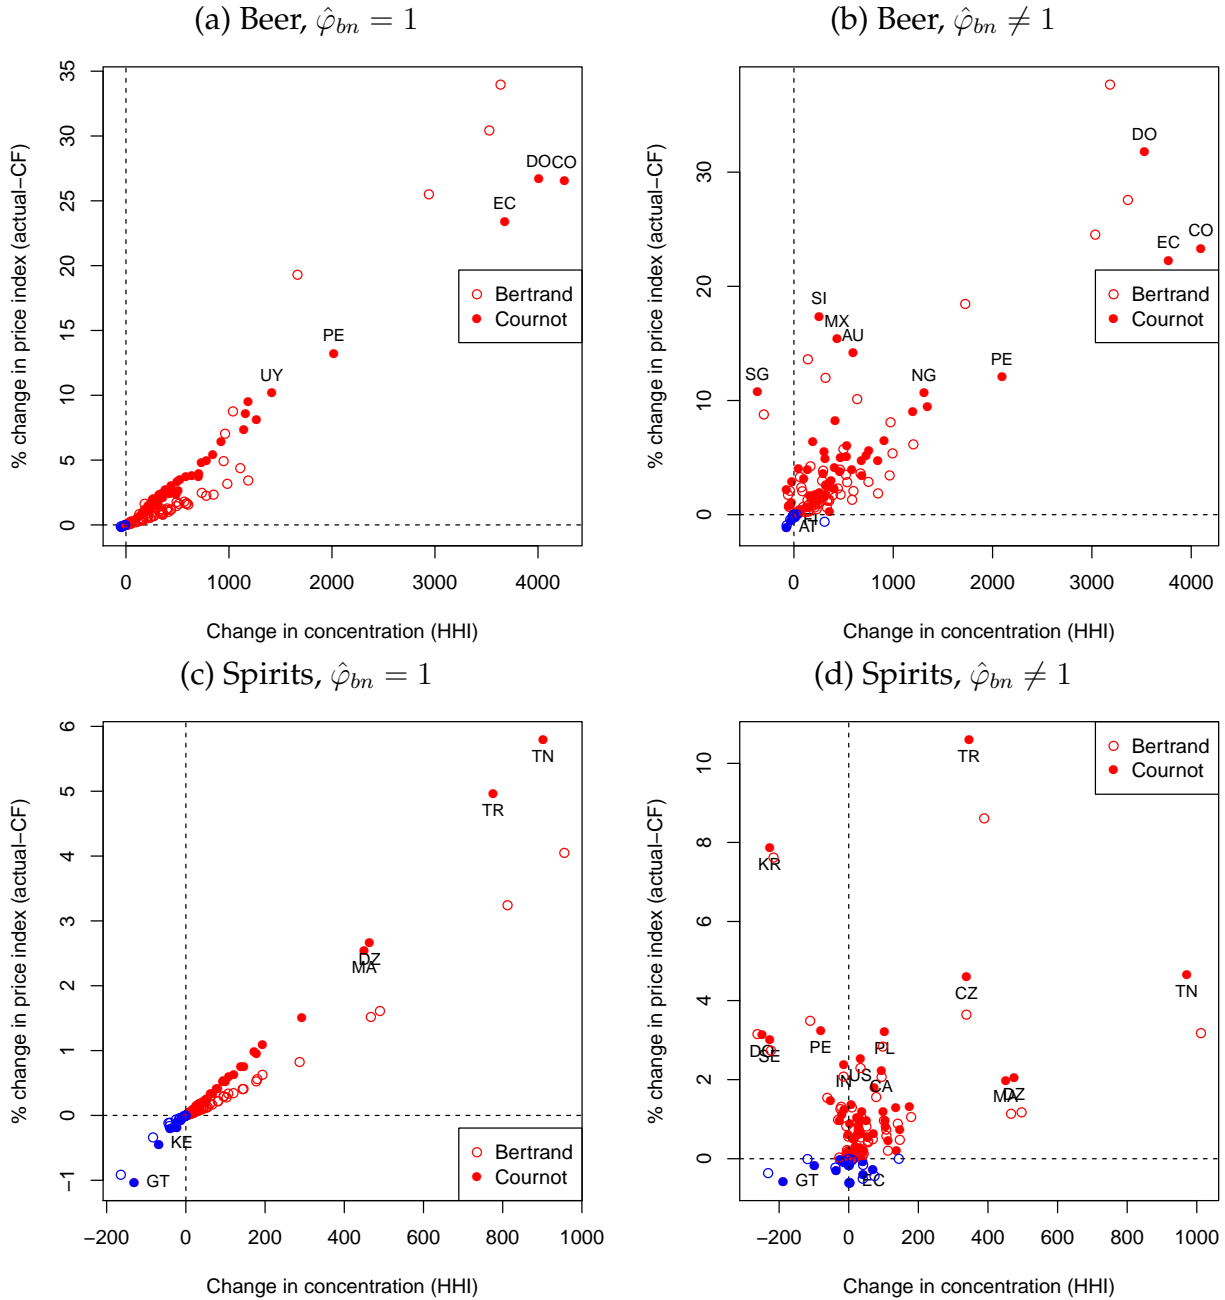 (a) Beer, φ̂bn = 1
35
30
25
20
15
10
5
0
% change in price index (actual−CF)
DO CO
EC
PE
UY
Bertrand
Cournot
0 1000 2000 3000 4000
Change in concentration (HHI)
(b) Beer, φ̂bn ≠ 1
30
20
10
0
% change in price index (actual−CF)
DO
CO
EC
SI
MX
AU
SG
NG
PE
AT
Bertrand
Cournot
0 1000 2000 3000 4000
Change in concentration (HHI)
(c) Spirits, φ̂bn = 1
6
5
4
3
2
1
0
−1
% change in price index (actual−CF)
TN
TR
DZ
MA
KE
GT
Bertrand
Cournot
−200 0 200 400 600 800 1000
Change in concentration (HHI)
(d) Spirits, φ̂bn ≠ 1
10
8
6
4
2
0
% change in price index (actual−CF)
Bertrand
Cournot
TR
KR
CZ
TN
PE
PL
SE
US
IN
CA
MA
DZ
GT
EC
−200 0 200 400 600 800 1000
Change in concentration (HHI)